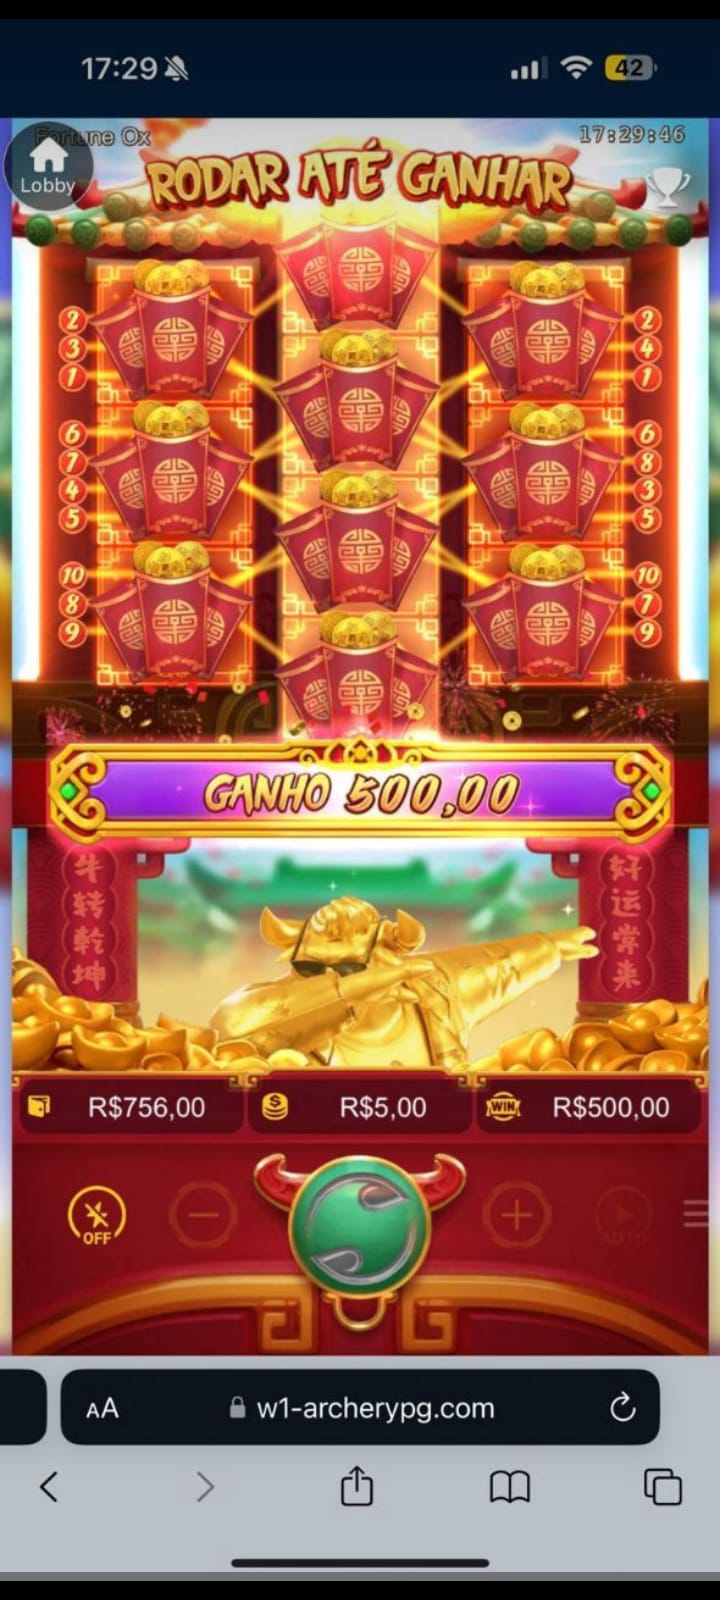 17:29
42
Fortune Ox
17:29:46
Lobby
RODAR ATÉ GANHAR
2
3
1
6
7
4
5
10
8
9
2
4
1
6
8
3
5
10
7
9
GANHO 500,00
牛转乾坤
好运常来
R$756,00
R$5,00
WIN
R$500,00
OFF
AUTO
AA
w1-archerypg.com